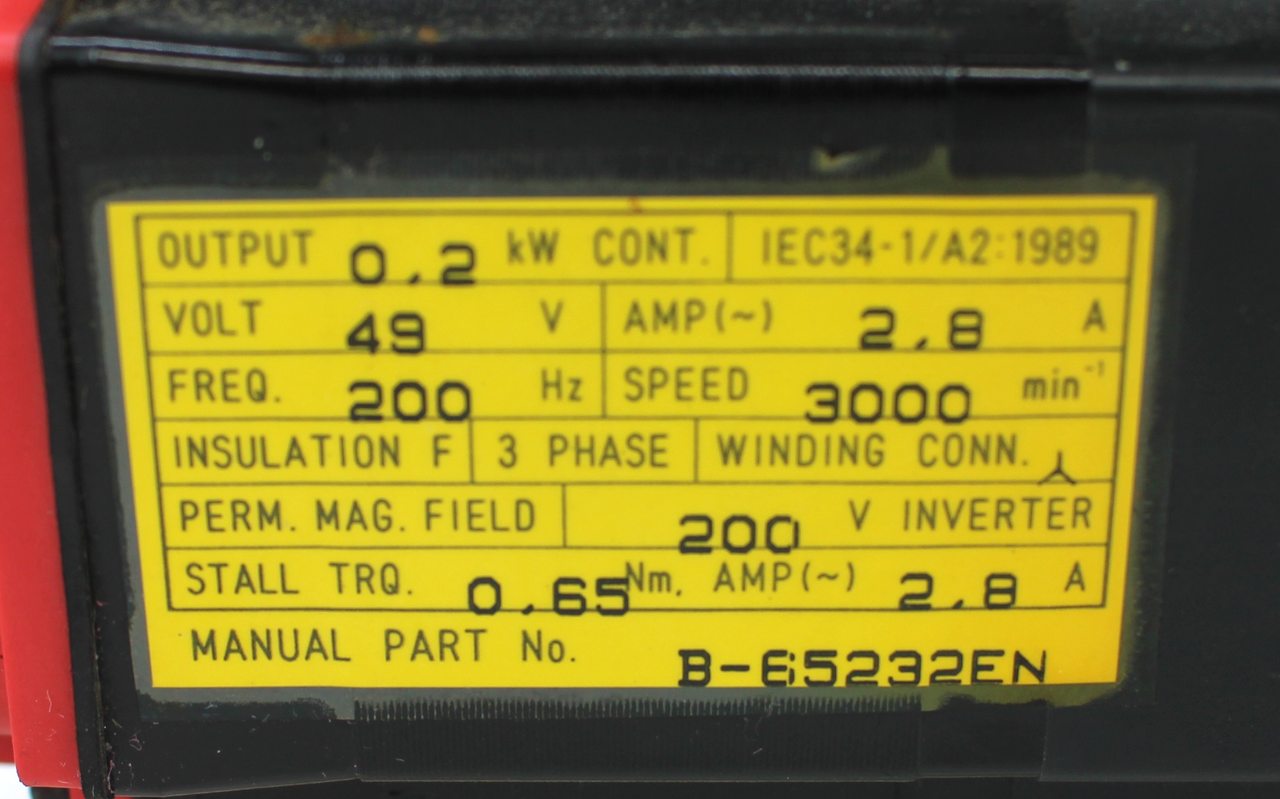 OUTPUT 0.2 kW CONT. IEC34-1/A2:1989
VOLT 49 V AMP(~) 2.8 A
FREQ. 200 Hz SPEED 3000 min⁻¹
INSULATION F 3 PHASE WINDING CONN.
PERM. MAG. FIELD 200 V INVERTER
STALL TRQ. 0.65 Nm. AMP(~) 2.8 A
MANUAL PART No. B-65232EN